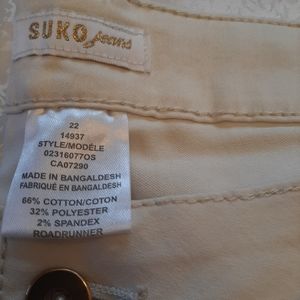 SUKO jeans
22
14937
STYLE/MODÈLE
02316077OS
CA07290
MADE IN BANGALDESH
FABRIQUÉ EN BANGALDESH
66% COTTON/COTON
32% POLYESTER
2% SPANDEX
ROADRUNNER